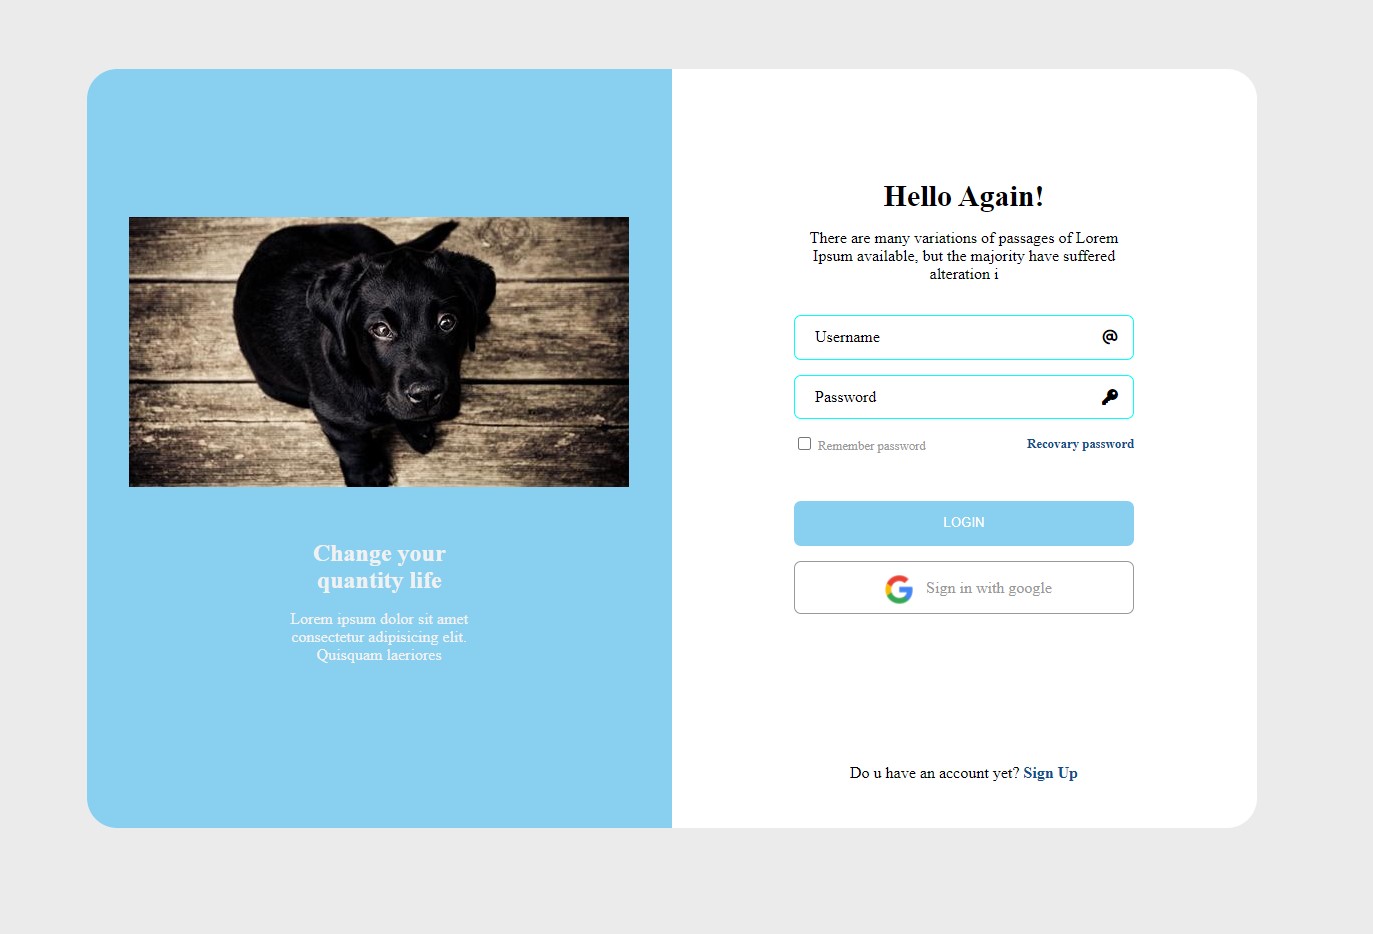 Change your
quantity life
Lorem ipsum dolor sit amet
consectetur adipisicing elit.
Quisquam laeriores
Hello Again!
There are many variations of passages of Lorem
Ipsum available, but the majority have suffered
alteration i
Username @
Password
Remember password Recovary password
LOGIN
Sign in with google
Do u have an account yet? Sign Up